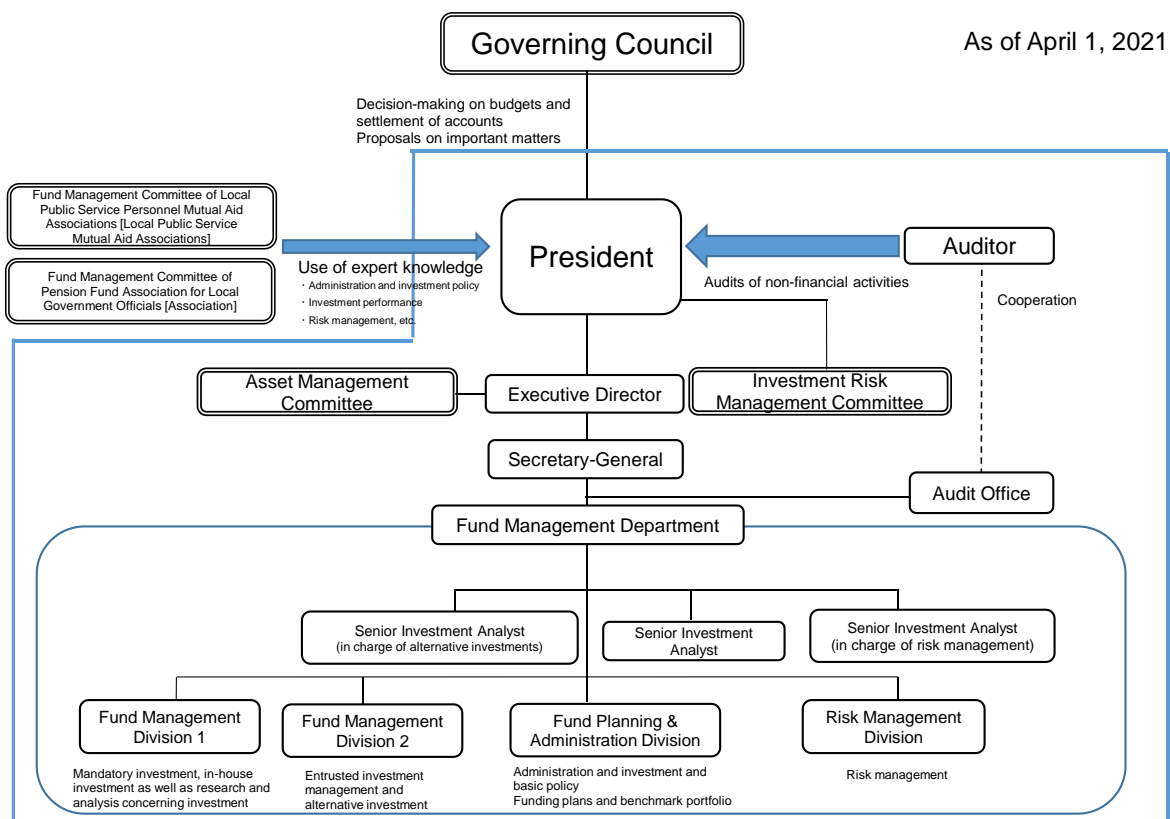 Governing Council
As of April 1, 2021
Decision-making on budgets and
settlement of accounts
Proposals on important matters
Fund Management Committee of Local
Public Service Personnel Mutual Aid
Associations [Local Public Service
Mutual Aid Associations]
Fund Management Committee of
Pension Fund Association for Local
Government Officials [Association]
Use of expert knowledge
・Administration and investment policy
・Investment performance
・Risk management, etc.
President
Auditor
Audits of non-financial activities
Cooperation
Asset Management
Committee
Executive Director
Investment Risk
Management Committee
Secretary-General
Audit Office
Fund Management Department
Senior Investment Analyst
(in charge of alternative investments)
Senior Investment
Analyst
Senior Investment Analyst
(in charge of risk management)
Fund Management
Division 1
Fund Management
Division 2
Fund Planning &
Administration Division
Risk Management
Division
Mandatory investment, in-house
investment as well as research and
analysis concerning investment
Entrusted investment
management and
alternative investment
Administration and investment and
basic policy
Funding plans and benchmark portfolio
Risk management